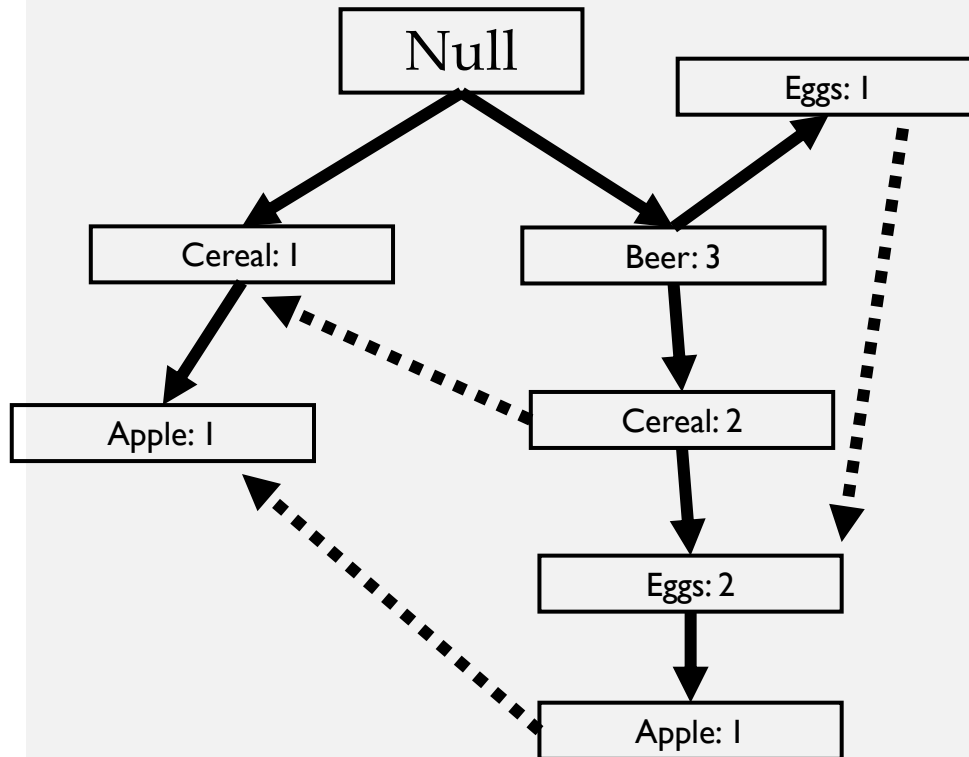 Null
Eggs: 1
Cereal: 1
Beer: 3
Apple: 1
Cereal: 2
Eggs: 2
Apple: 1